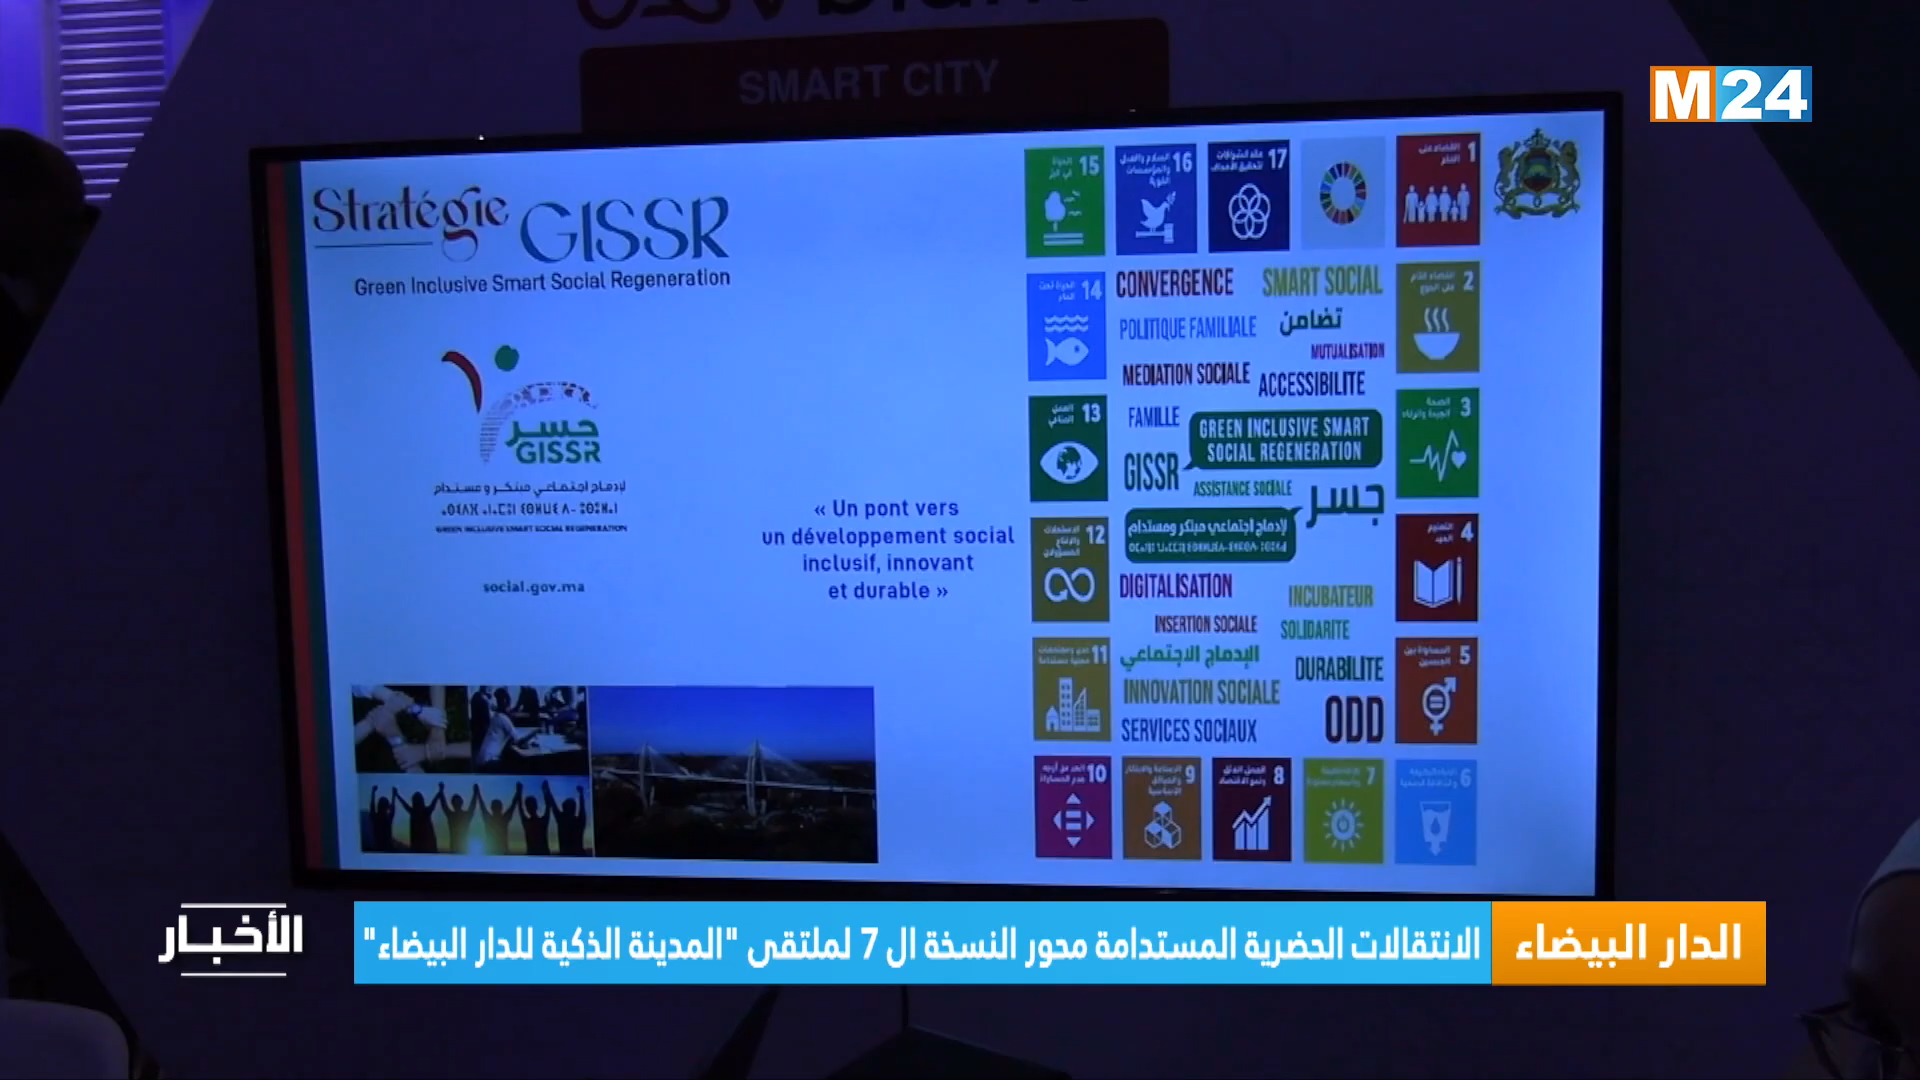 SMART CITY
M24
Stratégie GISSR
Green Inclusive Smart Social Regeneration
جسر
GISSR
لإدماج اجتماعي مبتكر و مستدام
GREEN INCLUSIVE SMART SOCIAL REGENERATION
social.gov.ma
« Un pont vers
un développement social
inclusif, innovant
et durable »
15
16
17
1
14
2
13
3
12
4
11
5
10
9
8
7
6
CONVERGENCE
SMART SOCIAL
POLITIQUE FAMILIALE
تضامن
MUTUALISATION
MEDIATION SOCIALE
ACCESSIBILITE
FAMILLE
GREEN INCLUSIVE SMART
SOCIAL REGENERATION
GISSR
ASSISTANCE SOCIALE
جسر
لإدماج اجتماعي مبتكر ومستدام
DIGITALISATION
INCUBATEUR
INSERTION SOCIALE
SOLIDARITE
الإدماج الاجتماعي
DURABILITE
INNOVATION SOCIALE
ODD
SERVICES SOCIAUX
الدار البيضاء
الانتقالات الحضرية المستدامة محور النسخة ال 7 لملتقى "المدينة الذكية للدار البيضاء"
الأخبار